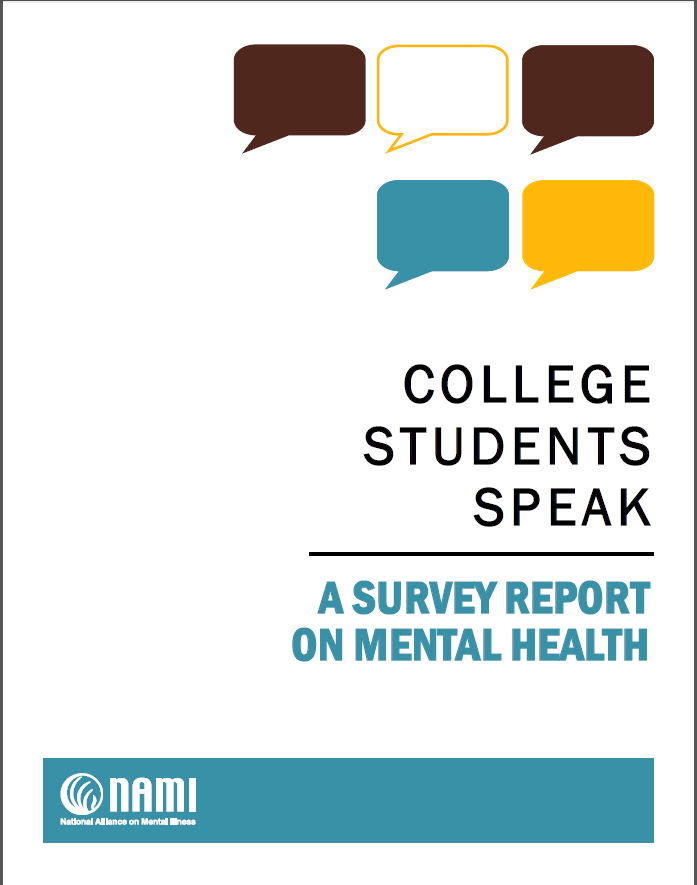 COLLEGE
STUDENTS
SPEAK
A SURVEY REPORT
ON MENTAL HEALTH
NAMI
National Alliance on Mental Illness